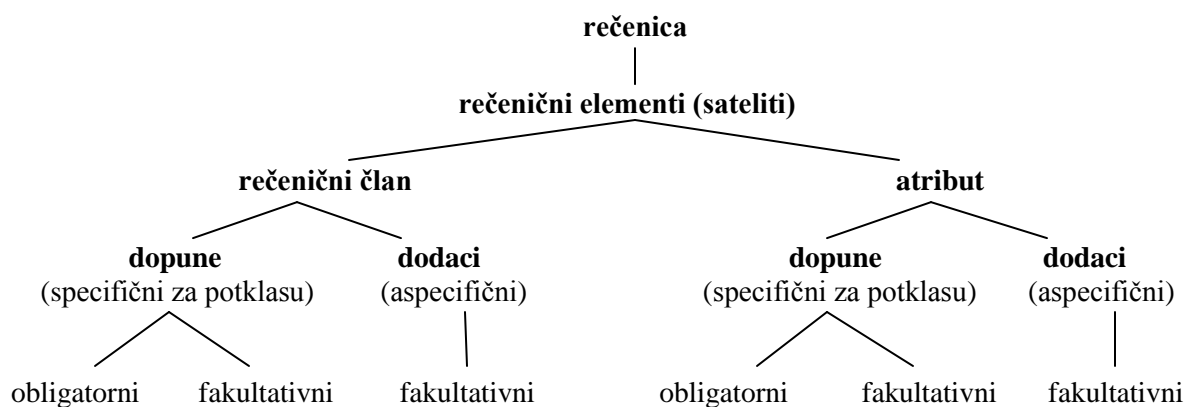 rečenica
rečenični elementi (sateliti)
rečenični član atribut
dopune dodaci dopune dodaci
(specifični za potklasu) (aspecifični) (specifični za potklasu) (aspecifični)
obligatorni fakultativni fakultativni obligatorni fakultativni fakultativni